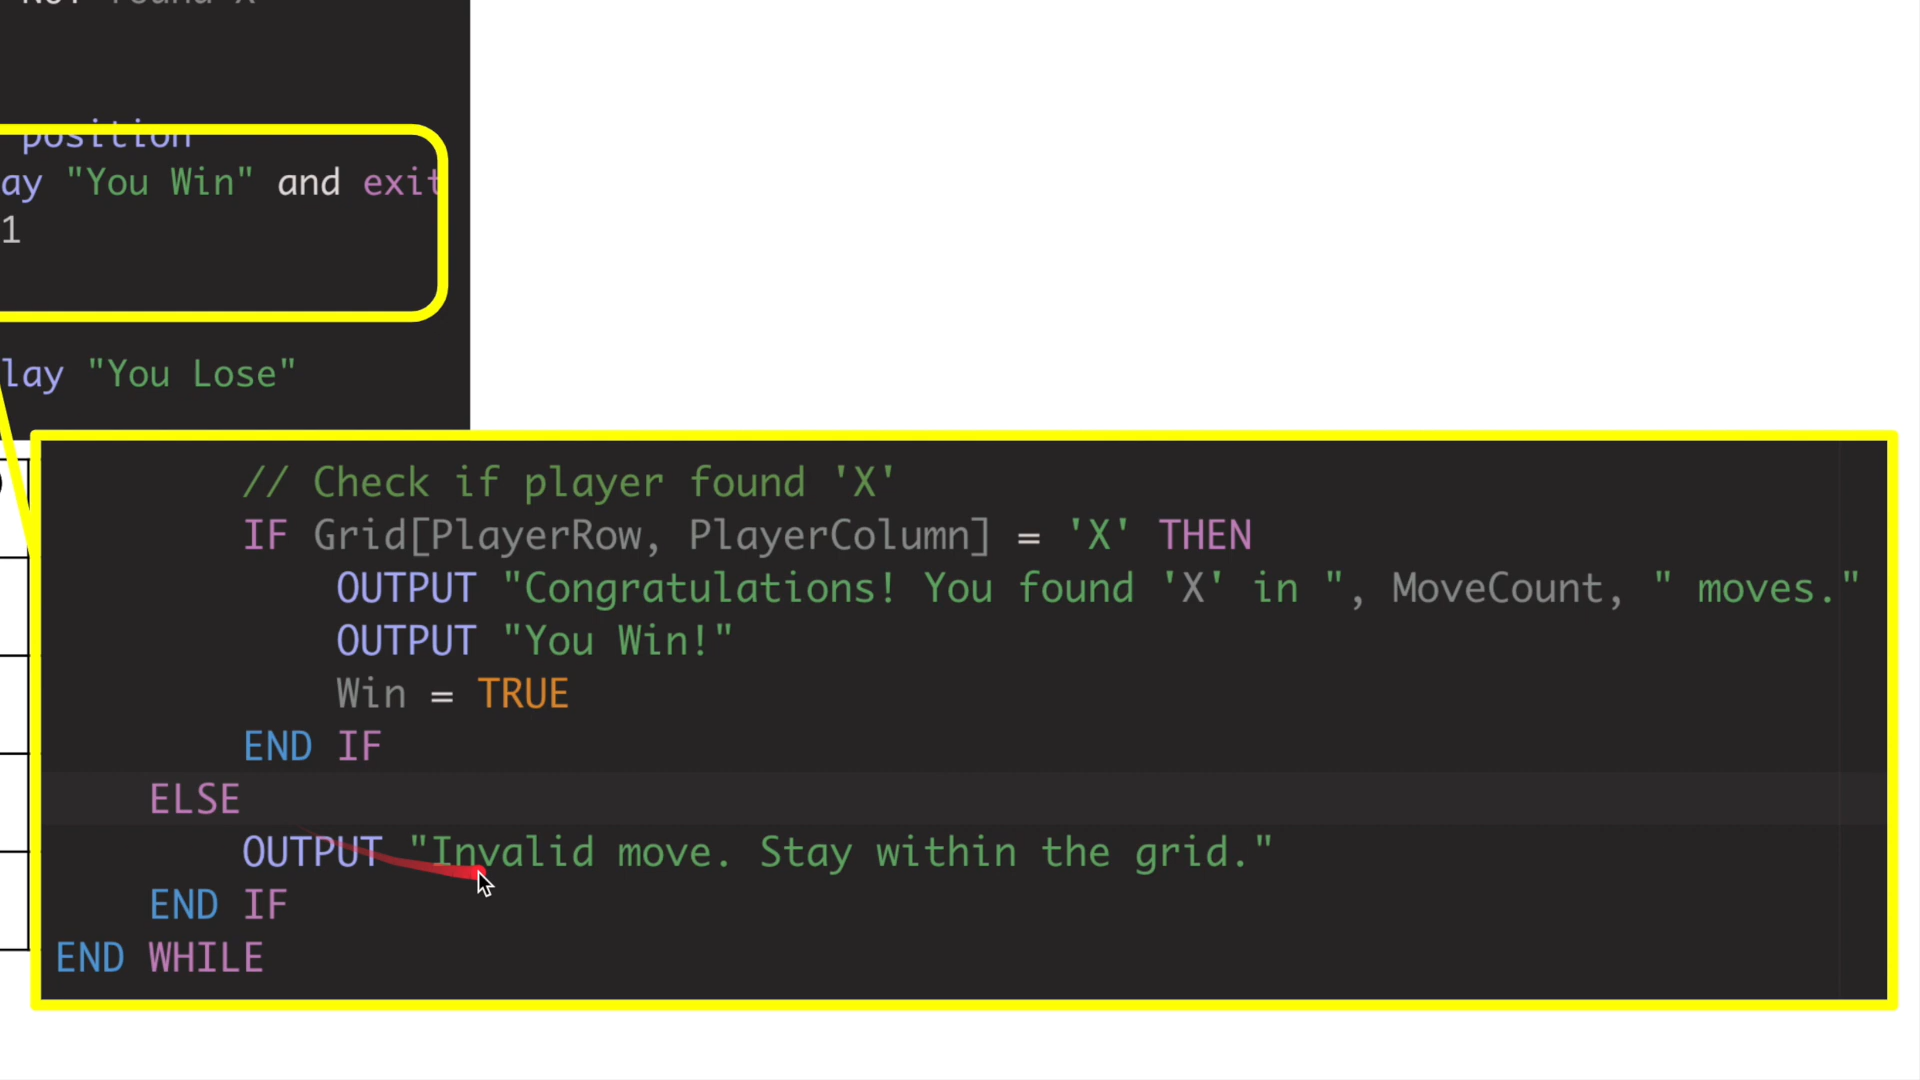 position
ay "You Win" and exit
1
lay "You Lose"
// Check if player found 'X'
IF Grid[PlayerRow, PlayerColumn] = 'X' THEN
OUTPUT "Congratulations! You found 'X' in ", MoveCount, " moves."
OUTPUT "You Win!"
Win = TRUE
END IF
ELSE
OUTPUT "Invalid move. Stay within the grid."
END IF
END WHILE